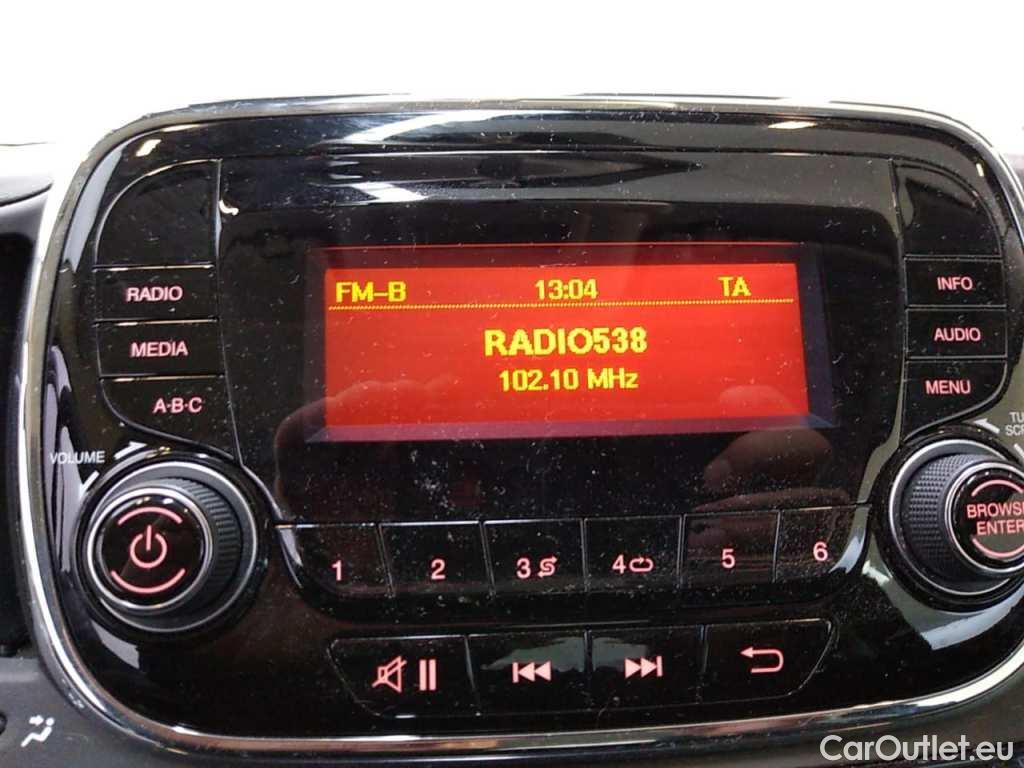 FM-B 13:04 TA
RADIO538
102.10 MHz
RADIO
MEDIA
A·B·C
VOLUME
INFO
AUDIO
MENU
BROWSE
ENTER
1 2 3 4 5 6
CarOutlet.eu